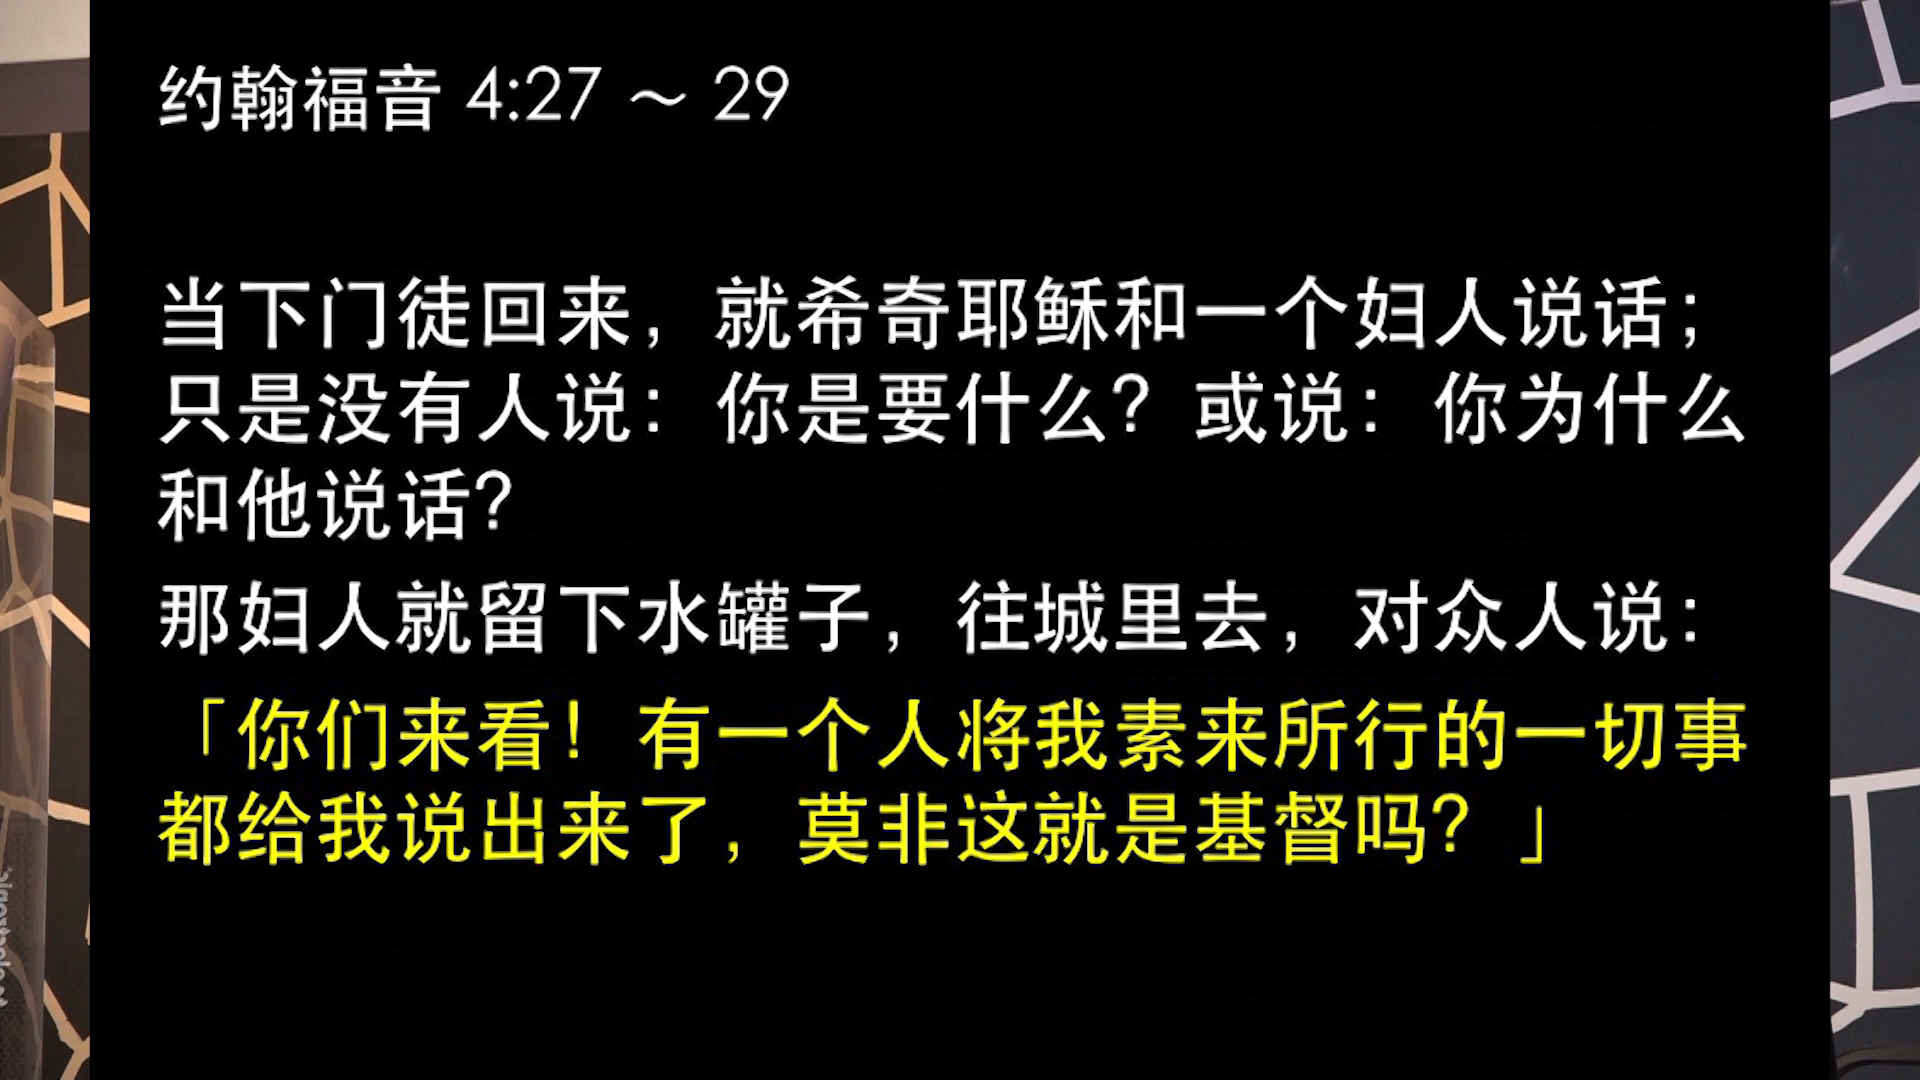 约翰福音 4:27 ～ 29
当下门徒回来，就希奇耶稣和一个妇人说话；
只是没有人说：你是要什么？或说：你为什么
和他说话？
那妇人就留下水罐子，往城里去，对众人说：
「你们来看！有一个人将我素来所行的一切事
都给我说出来了，莫非这就是基督吗？」